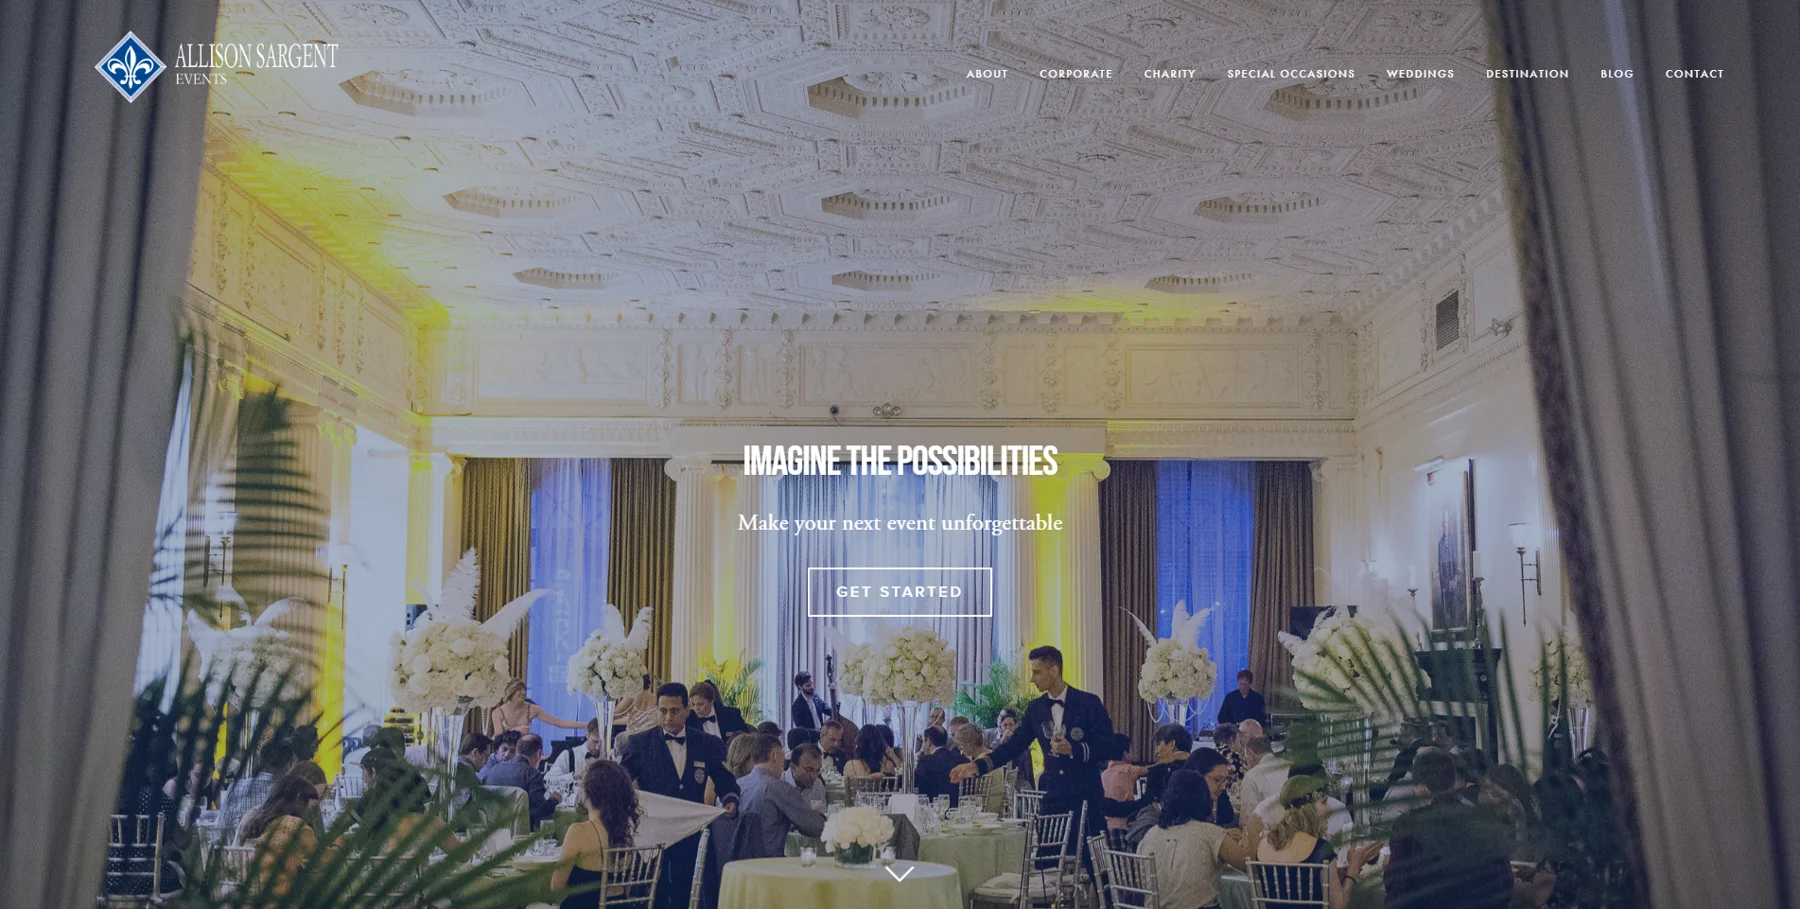 ALLISON SARGENT
EVENTS
ABOUT
CORPORATE
CHARITY
SPECIAL OCCASIONS
WEDDINGS
DESTINATION
BLOG
CONTACT
IMAGINE THE POSSIBILITIES
Make your next event unforgettable
GET STARTED